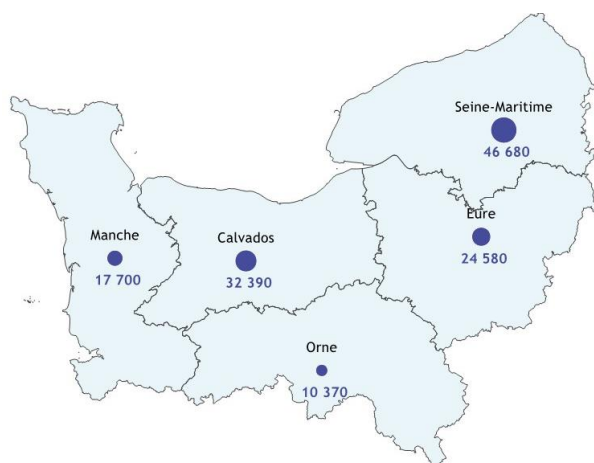 Seine-Maritime
46 680
Eure
24 580
Manche
17 700
Calvados
32 390
Orne
10 370